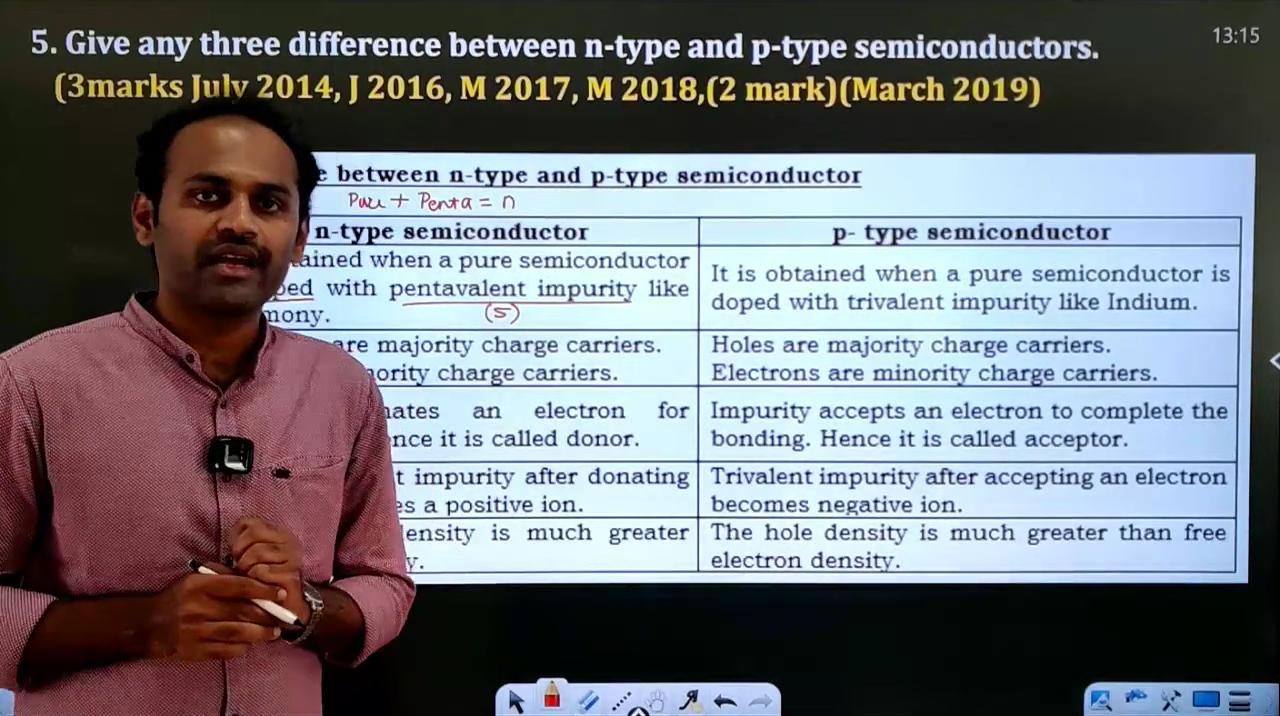 5. Give any three difference between n-type and p-type semiconductors.
13:15
(3marks July 2014, J 2016, M 2017, M 2018,(2 mark)(March 2019)
between n-type and p-type semiconductor
Pure + Penta = n
n-type semiconductor
when a pure semiconductor
with pentavalent impurity like
(5)
are majority charge carriers.
charge carriers.
an electron for
it is called donor.
impurity after donating
a positive ion.
is much greater
p- type semiconductor
It is obtained when a pure semiconductor is
doped with trivalent impurity like Indium.
Holes are majority charge carriers.
Electrons are minority charge carriers.
Impurity accepts an electron to complete the
bonding. Hence it is called acceptor.
Trivalent impurity after accepting an electron
becomes negative ion.
The hole density is much greater than free
electron density.